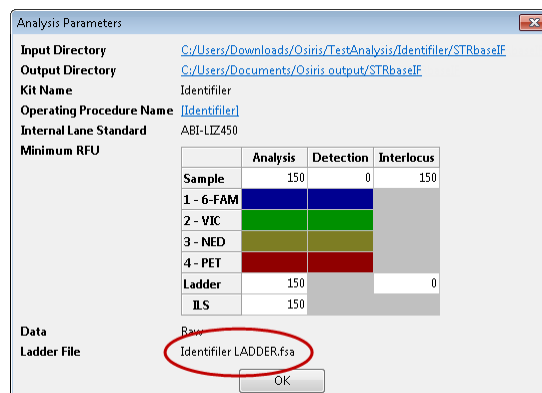 Analysis Parameters
Input Directory C:/Users/Downloads/Osiris/TestAnalysis/Identifiler/STRbaseIF
Output Directory C:/Users/Documents/Osiris output/STRbaseIF
Kit Name Identifiler
Operating Procedure Name [Identifiler]
Internal Lane Standard ABI-LIZ450
Minimum RFU
Analysis Detection Interlocus
Sample 150 0 150
1 - 6-FAM
2 - VIC
3 - NED
4 - PET
Ladder 150 0
ILS 150
Data Raw
Ladder File Identifiler LADDER.fsa
OK